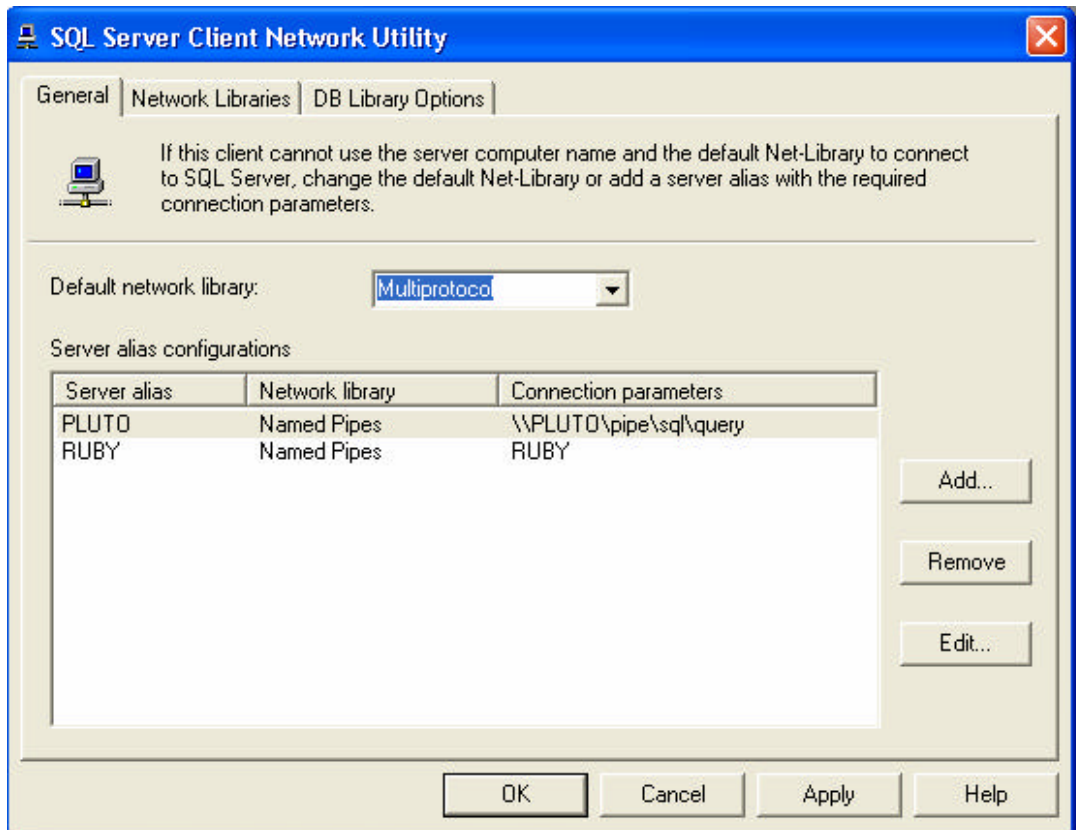 SQL Server Client Network Utility
General Network Libraries DB Library Options
If this client cannot use the server computer name and the default Net-Library to connect
to SQL Server, change the default Net-Library or add a server alias with the required
connection parameters.
Default network library: Multiprotocol
Server alias configurations
Server alias Network library Connection parameters
PLUTO Named Pipes \\PLUTO\pipe\sql\query
RUBY Named Pipes RUBY
Add...
Remove
Edit...
OK Cancel Apply Help